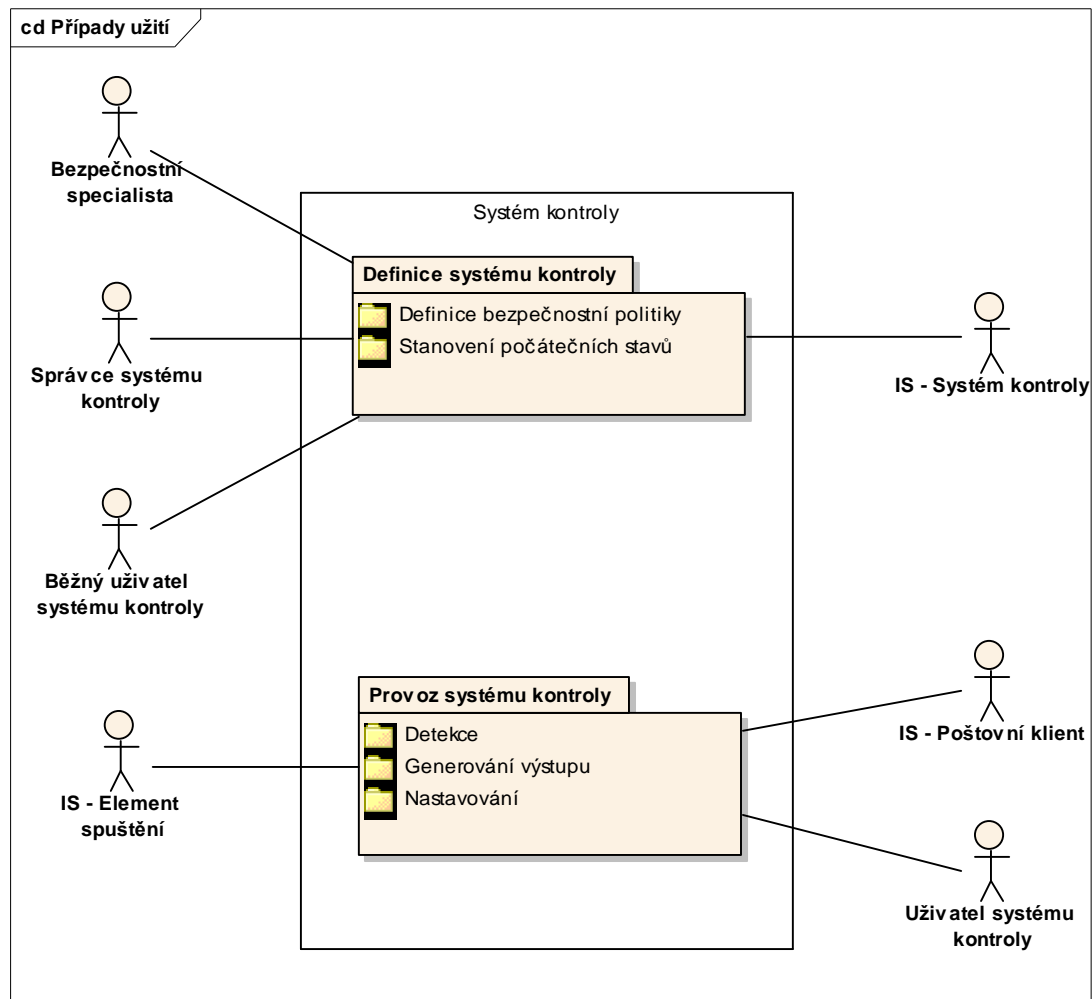 cd Případy užití
Bezpečnostní
specialista
Systém kontroly
Definice systému kontroly
Definice bezpečnostní politiky
Stanovení počátečních stavů
Správce systému
kontroly
IS - Systém kontroly
Běžný uživatel
systému kontroly
Provoz systému kontroly
Detekce
Generování výstupu
Nastavování
IS - Element
spuštění
IS - Poštovní klient
Uživatel systému
kontroly